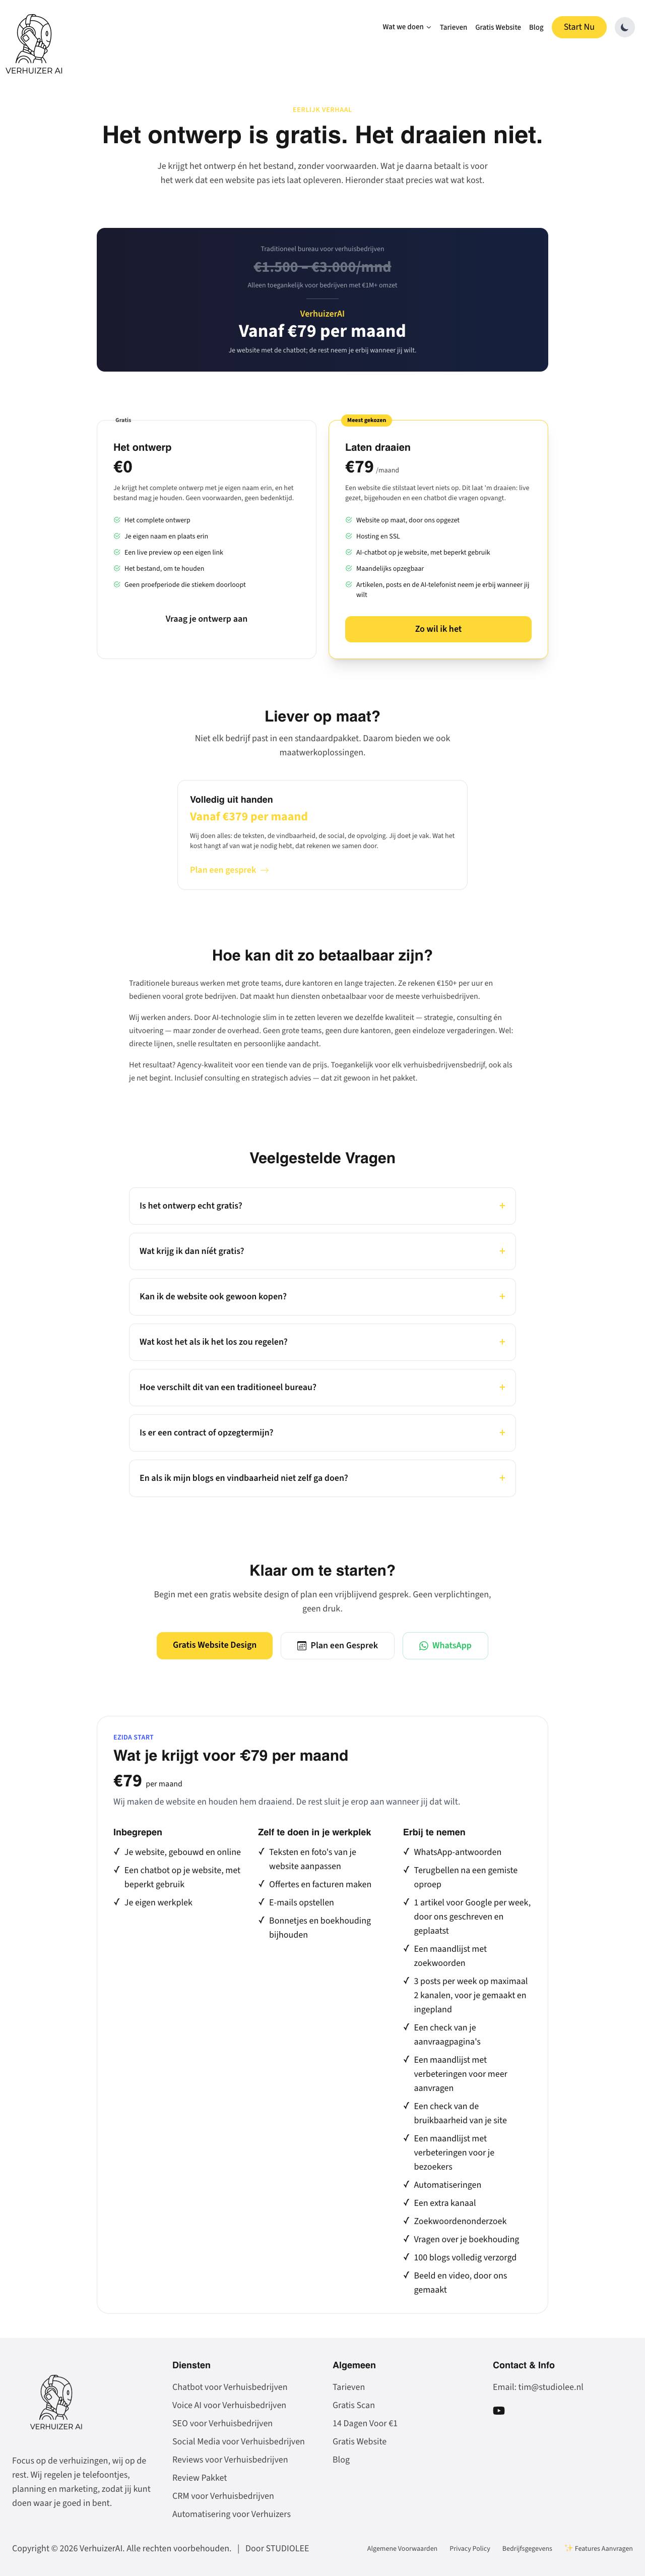 VERHUIZER AI
Wat we doen
Tarieven
Gratis Website
Blog
Start Nu
EERLIJK VERHAAL
Het ontwerp is gratis. Het draaien niet.
Je krijgt het ontwerp én het bestand, zonder voorwaarden. Wat je daarna betaalt is voor
het werk dat een website pas iets laat opleveren. Hieronder staat precies wat wat kost.
Traditioneel bureau voor verhuisbedrijven
€1.500 – €3.000/mnd
Alleen toegankelijk voor bedrijven met €1M+ omzet
VerhuizerAI
Vanaf €79 per maand
Je website met de chatbot; de rest neem je erbij wanneer jij wilt.
Gratis
Het ontwerp
€0
Je krijgt het complete ontwerp met je eigen naam erin, en het
bestand mag je houden. Geen voorwaarden, geen bedenktijd.
Het complete ontwerp
Je eigen naam en plaats erin
Een live preview op een eigen link
Het bestand, om te houden
Geen proefperiode die stiekem doorloopt
Vraag je ontwerp aan
Meest gekozen
Laten draaien
€79 /maand
Een website die stilstaat levert niets op. Dit laat 'm draaien: live
gezet, bijgehouden en een chatbot die vragen opvangt.
Website op maat, door ons opgezet
Hosting en SSL
AI-chatbot op je website, met beperkt gebruik
Maandelijks opzegbaar
Artikelen, posts en de AI-telefonist neem je erbij wanneer jij
wilt
Zo wil ik het
Liever op maat?
Niet elk bedrijf past in een standaardpakket. Daarom bieden we ook
maatwerkoplossingen.
Volledig uit handen
Vanaf €379 per maand
Wij doen alles: de teksten, de vindbaarheid, de social, de opvolging. Jij doet je vak. Wat het
kost hangt af van wat je nodig hebt, dat rekenen we samen door.
Plan een gesprek →
Hoe kan dit zo betaalbaar zijn?
Traditionele bureaus werken met grote teams, dure kantoren en lange trajecten. Ze rekenen €150+ per uur en
bedienen vooral grote bedrijven. Dat maakt hun diensten onbetaalbaar voor de meeste verhuisbedrijven.
Wij werken anders. Door AI-technologie slim in te zetten leveren we dezelfde kwaliteit — strategie, consulting én
uitvoering — maar zonder de overhead. Geen grote teams, geen dure kantoren, geen eindeloze vergaderingen. Wel:
directe lijnen, snelle resultaten en persoonlijke aandacht.
Het resultaat? Agency-kwaliteit voor een tiende van de prijs. Toegankelijk voor elk verhuisbedrijvensbedrijf, ook als
je net begint. Inclusief consulting en strategisch advies — dat zit gewoon in het pakket.
Veelgestelde Vragen
Is het ontwerp echt gratis? +
Wat krijg ik dan níét gratis? +
Kan ik de website ook gewoon kopen? +
Wat kost het als ik het los zou regelen? +
Hoe verschilt dit van een traditioneel bureau? +
Is er een contract of opzegtermijn? +
En als ik mijn blogs en vindbaarheid niet zelf ga doen? +
Klaar om te starten?
Begin met een gratis website design of plan een vrijblijvend gesprek. Geen verplichtingen,
geen druk.
Gratis Website Design
Plan een Gesprek
WhatsApp
EZIDA START
Wat je krijgt voor €79 per maand
€79 per maand
Wij maken de website en houden hem draaiend. De rest sluit je erop aan wanneer jij dat wilt.
Inbegrepen
✓ Je website, gebouwd en online
✓ Een chatbot op je website, met
beperkt gebruik
✓ Je eigen werkplek
Zelf te doen in je werkplek
✓ Teksten en foto's van je
website aanpassen
✓ Offertes en facturen maken
✓ E-mails opstellen
✓ Bonnetjes en boekhouding
bijhouden
Erbij te nemen
✓ WhatsApp-antwoorden
✓ Terugbellen na een gemiste
oproep
✓ 1 artikel voor Google per week,
door ons geschreven en
geplaatst
✓ Een maandlijst met
zoekwoorden
✓ 3 posts per week op maximaal
2 kanalen, voor je gemaakt en
ingepland
✓ Een check van je
aanvraagpagina's
✓ Een maandlijst met
verbeteringen voor meer
aanvragen
✓ Een check van de
bruikbaarheid van je site
✓ Een maandlijst met
verbeteringen voor je
bezoekers
✓ Automatiseringen
✓ Een extra kanaal
✓ Zoekwoordenonderzoek
✓ Vragen over je boekhouding
✓ 100 blogs volledig verzorgd
✓ Beeld en video, door ons
gemaakt
VERHUIZER AI
Focus op de verhuizingen, wij op de
rest. Wij regelen je telefoontjes,
planning en marketing, zodat jij kunt
doen waar je goed in bent.
Diensten
Chatbot voor Verhuisbedrijven
Voice AI voor Verhuisbedrijven
SEO voor Verhuisbedrijven
Social Media voor Verhuisbedrijven
Reviews voor Verhuisbedrijven
Review Pakket
CRM voor Verhuisbedrijven
Automatisering voor Verhuizers
Algemeen
Tarieven
Gratis Scan
14 Dagen Voor €1
Gratis Website
Blog
Contact & Info
Email: tim@studiolee.nl
Copyright © 2026 VerhuizerAI. Alle rechten voorbehouden. | Door STUDIOLEE
Algemene Voorwaarden
Privacy Policy
Bedrijfsgegevens
✨ Features Aanvragen